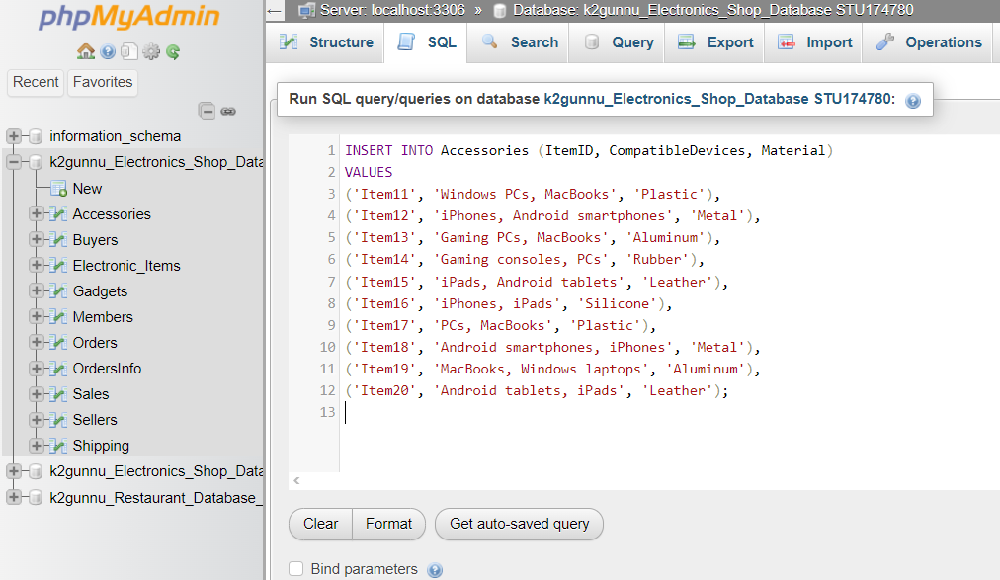 phpMyAdmin
Recent Favorites
information_schema
k2gunnu_Electronics_Shop_Data
New
Accessories
Buyers
Electronic_Items
Gadgets
Members
Orders
OrdersInfo
Sales
Sellers
Shipping
k2gunnu_Electronics_Shop_Data
k2gunnu_Restaurant_Database_
Server: localhost:3306 » Database: k2gunnu_Electronics_Shop_Database STU174780
Structure SQL Search Query Export Import Operations
Run SQL query/queries on database k2gunnu_Electronics_Shop_Database STU174780:
1 INSERT INTO Accessories (ItemID, CompatibleDevices, Material)
2 VALUES
3 ('Item11', 'Windows PCs, MacBooks', 'Plastic'),
4 ('Item12', 'iPhones, Android smartphones', 'Metal'),
5 ('Item13', 'Gaming PCs, MacBooks', 'Aluminum'),
6 ('Item14', 'Gaming consoles, PCs', 'Rubber'),
7 ('Item15', 'iPads, Android tablets', 'Leather'),
8 ('Item16', 'iPhones, iPads', 'Silicone'),
9 ('Item17', 'PCs, MacBooks', 'Plastic'),
10 ('Item18', 'Android smartphones, iPhones', 'Metal'),
11 ('Item19', 'MacBooks, Windows laptops', 'Aluminum'),
12 ('Item20', 'Android tablets, iPads', 'Leather');
13
Clear Format Get auto-saved query
Bind parameters